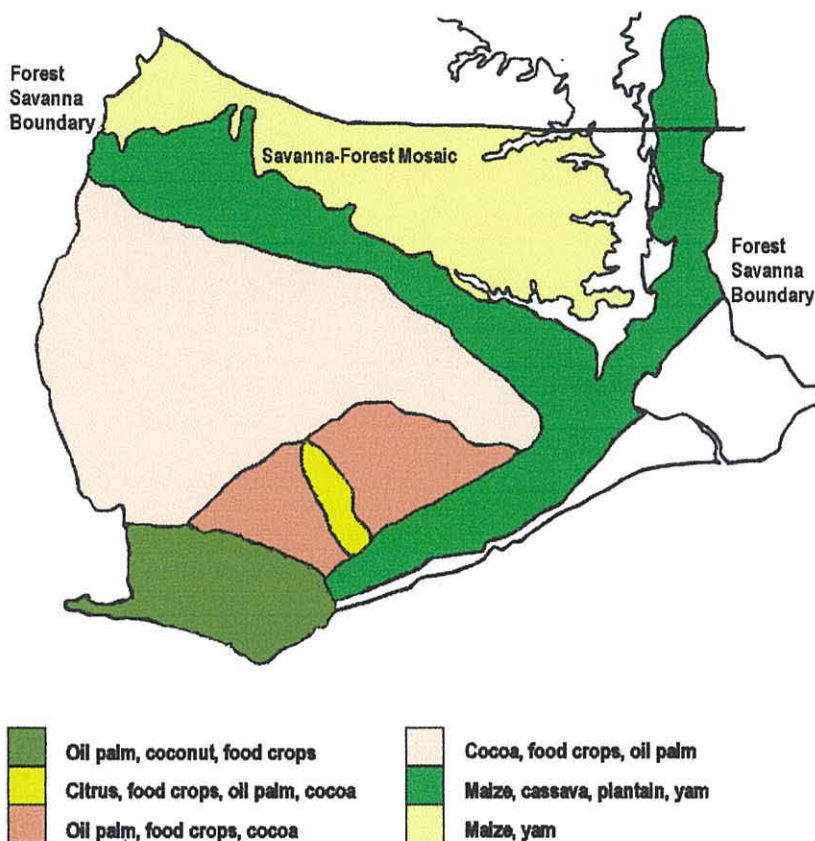 Forest
Savanna
Boundary
Savanna-Forest Mosaic
Forest
Savanna
Boundary
Oil palm, coconut, food crops
Citrus, food crops, oil palm, cocoa
Oil palm, food crops, cocoa
Cocoa, food crops, oil palm
Maize, cassava, plantain, yam
Maize, yam